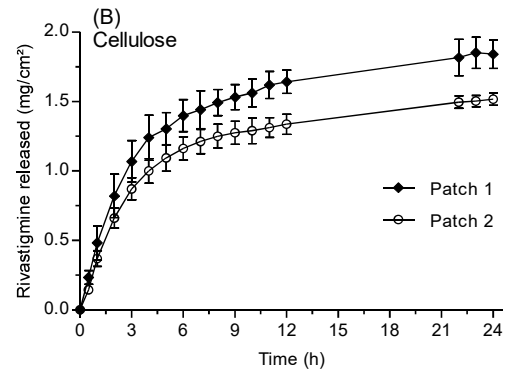 (B)
Cellulose
Rivastigmine released (mg/cm²)
2.0
1.5
1.0
0.5
0.0
Patch 1
Patch 2
0 3 6 9 12 15 18 21 24
Time (h)